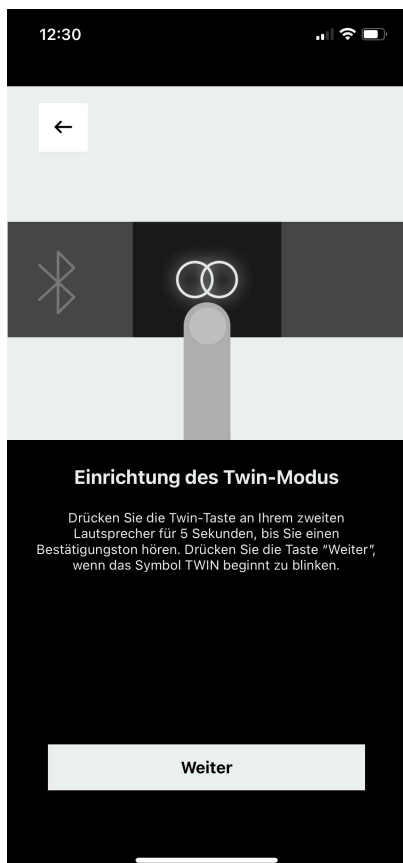 12:30
Einrichtung des Twin-Modus
Drücken Sie die Twin-Taste an Ihrem zweiten
Lautsprecher für 5 Sekunden, bis Sie einen
Bestätigungston hören. Drücken Sie die Taste “Weiter”,
wenn das Symbol TWIN beginnt zu blinken.
Weiter